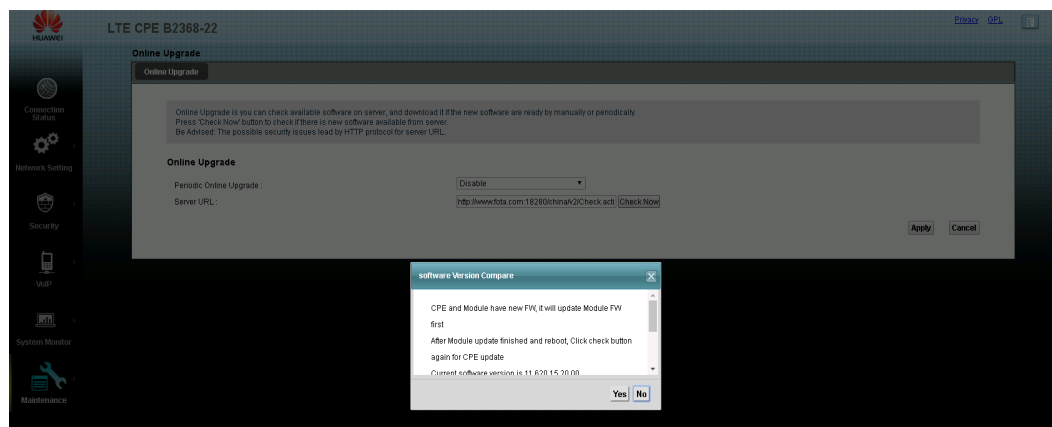 HUAWEI
LTE CPE B2368-22
Privacy GPL
Online Upgrade
Online Upgrade
Online Upgrade is you can check available software on server, and download it if the new software are ready by manually or periodically.
Press 'Check Now' button to check if there is new software available from server.
Be Advised: The possible security issues lead by HTTP protocol for server URL.
Online Upgrade
Periodic Online Upgrade :
Disable
Server URL :
http://www.fota.com:18280/china/v2/Check.acti
Check Now
Apply
Cancel
Connection
Status
Network Setting
Security
VoIP
System Monitor
Maintenance
software Version Compare
CPE and Module have new FW, it will update Module FW
first
After Module update finished and reboot, Click check button
again for CPE update
Current software version is 11.620.15.20.00
Yes
No